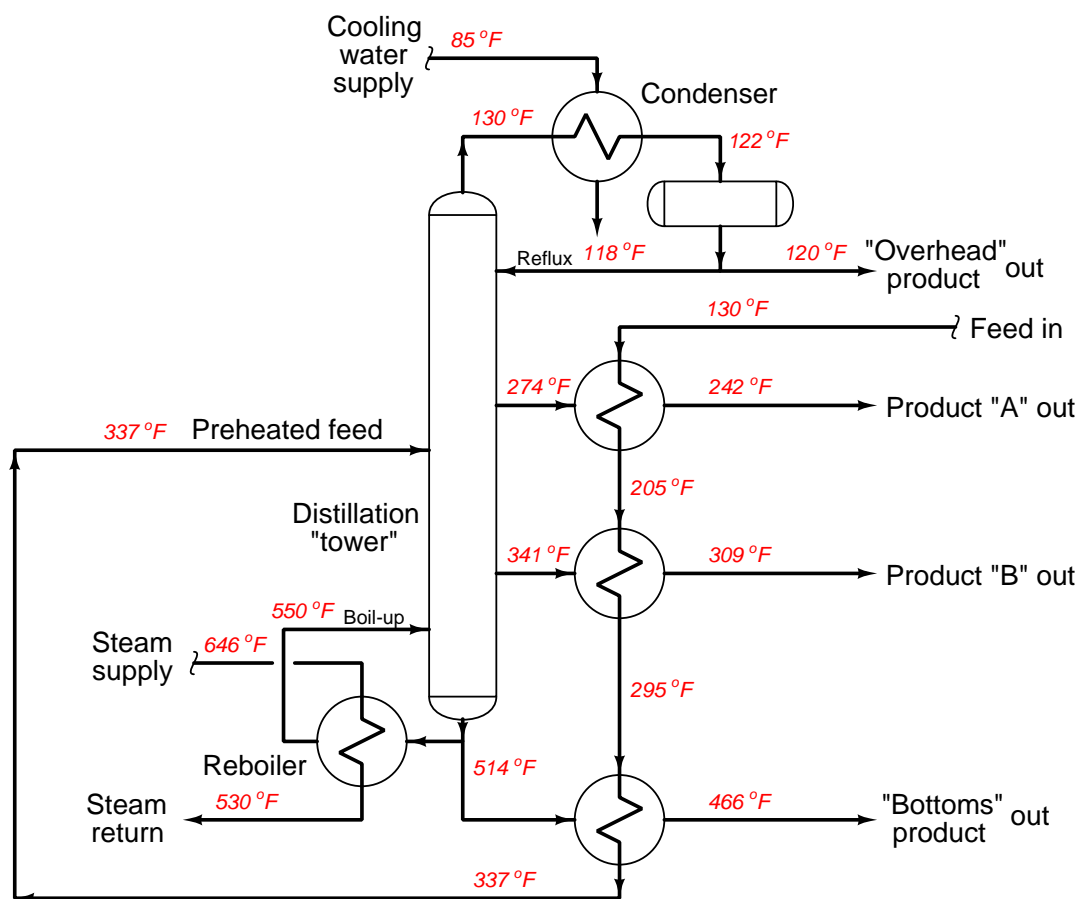 Cooling
water
supply
85 °F
Condenser
130 °F
122 °F
Reflux
118 °F
120 °F
"Overhead"
product
out
130 °F
Feed in
274 °F
242 °F
Product "A" out
337 °F
Preheated feed
205 °F
Distillation
"tower"
341 °F
309 °F
Product "B" out
550 °F
Boil-up
Steam
supply
646 °F
295 °F
Reboiler
514 °F
Steam
return
530 °F
466 °F
"Bottoms"
product
out
337 °F